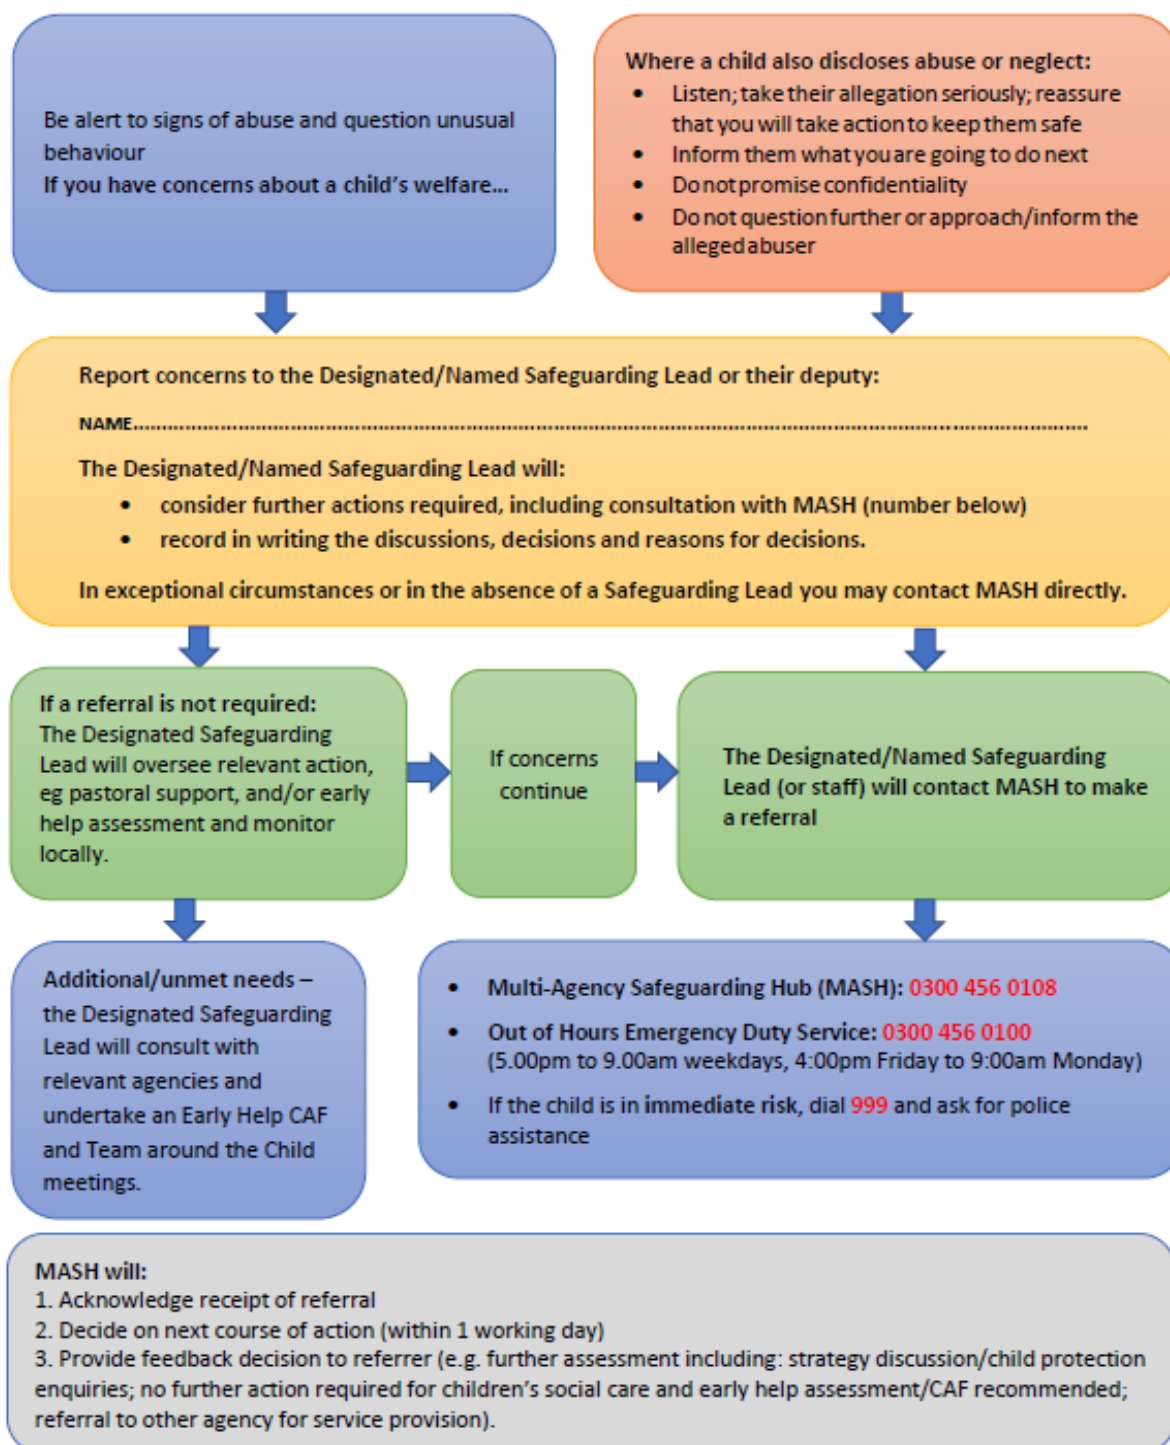 Be alert to signs of abuse and question unusual
behaviour
If you have concerns about a child's welfare...
Where a child also discloses abuse or neglect:
• Listen; take their allegation seriously; reassure
that you will take action to keep them safe
• Inform them what you are going to do next
• Do not promise confidentiality
• Do not question further or approach/inform the
alleged abuser
Report concerns to the Designated/Named Safeguarding Lead or their deputy:
NAME................................................................................................................................................
The Designated/Named Safeguarding Lead will:
• consider further actions required, including consultation with MASH (number below)
• record in writing the discussions, decisions and reasons for decisions.
In exceptional circumstances or in the absence of a Safeguarding Lead you may contact MASH directly.
If a referral is not required:
The Designated Safeguarding
Lead will oversee relevant action,
eg pastoral support, and/or early
help assessment and monitor
locally.
If concerns
continue
The Designated/Named Safeguarding
Lead (or staff) will contact MASH to make
a referral
Additional/unmet needs –
the Designated Safeguarding
Lead will consult with
relevant agencies and
undertake an Early Help CAF
and Team around the Child
meetings.
• Multi-Agency Safeguarding Hub (MASH): 0300 456 0108
• Out of Hours Emergency Duty Service: 0300 456 0100
(5.00pm to 9.00am weekdays, 4:00pm Friday to 9:00am Monday)
• If the child is in immediate risk, dial 999 and ask for police
assistance
MASH will:
1. Acknowledge receipt of referral
2. Decide on next course of action (within 1 working day)
3. Provide feedback decision to referrer (e.g. further assessment including: strategy discussion/child protection
enquiries; no further action required for children's social care and early help assessment/CAF recommended;
referral to other agency for service provision).